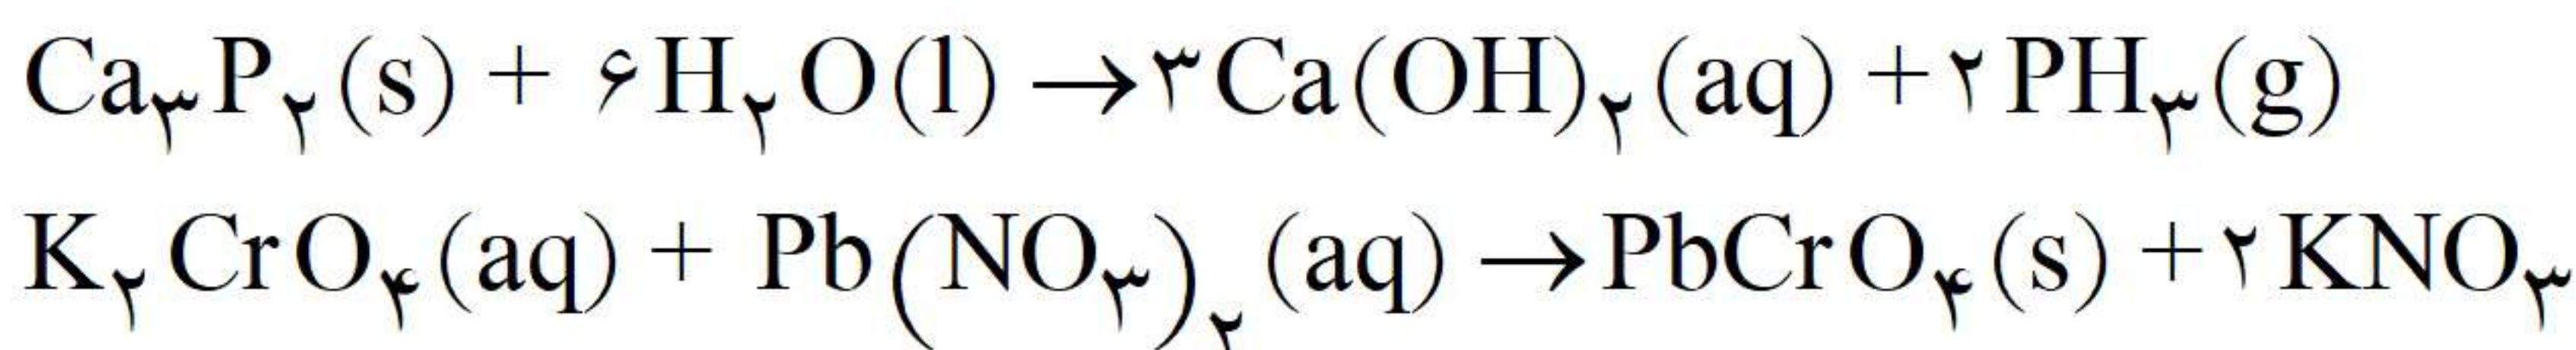 Ca۳P۲(s) + ۶H۲O(l) →۳Ca(OH)۲(aq) +۲PH۳(g)
K۲CrO۴(aq) + Pb(NO۳)۲(aq) →PbCrO۴(s) +۲KNO۳